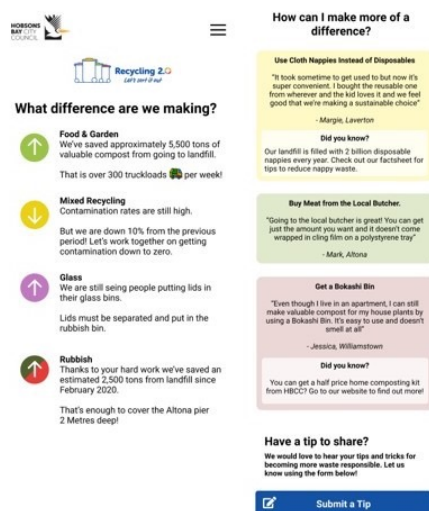 HOBSONS
BAY CITY
COUNCIL
Recycling 2.0
Let's sort it out!
What difference are we making?
Food & Garden
We've saved approximately 5,500 tons of
valuable compost from going to landfill.
That is over 300 truckloads 🚛 per week!
Mixed Recycling
Contamination rates are still high.
But we are down 10% from the previous
period! Let's work together on getting
contamination down to zero.
Glass
We are still seing people putting lids in
their glass bins.
Lids must be separated and put in the
rubbish bin.
Rubbish
Thanks to your hard work we've saved an
estimated 2,500 tons from landfill since
February 2020.
That's enough to cover the Altona pier
2 Metres deep!
How can I make more of a
difference?
Use Cloth Nappies Instead of Disposables
"It took sometime to get used to but now it's
super convenient. I bought the reusable one
from wherever and the kid loves it and we feel
good that we're making a sustainable choice"
- Margie, Laverton
Did you know?
Our landfill is filled with 2 billion disposable
nappies every year. Check out our factsheet for
tips to reduce nappy waste.
Buy Meat from the Local Butcher.
"Going to the local butcher is great! You can get
just the amount you want and it doesn't come
wrapped in cling film on a polystyrene tray"
- Mark, Altona
Get a Bokashi Bin
"Even though I live in an apartment, I can still
make valuable compost for my house plants by
using a Bokashi Bin. It's easy to use and doesn't
smell at all"
- Jessica, Williamstown
Did you know?
You can get a half price home composting kit
from HBCC? Go to our website to find out more!
Have a tip to share?
We would love to hear your tips and tricks for
becoming more waste responsible. Let us
know using the form below!
Submit a Tip